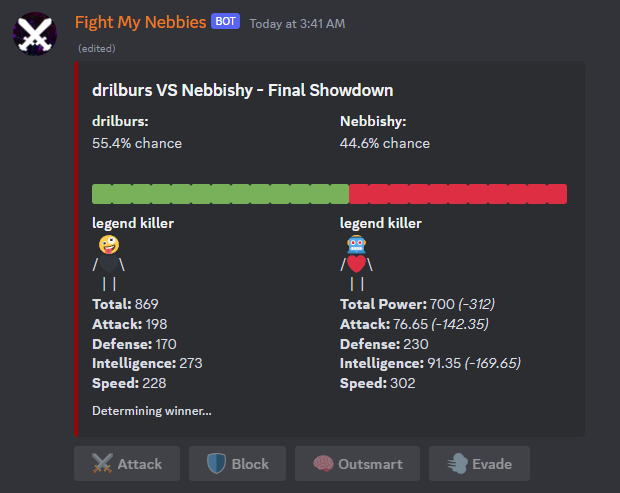 Fight My Nebbies BOT Today at 3:41 AM
(edited)
drilburs VS Nebbishy - Final Showdown
drilburs: Nebbishy:
55.4% chance 44.6% chance
legend killer legend killer
🤪 🤖
/🖤\ /❤️\
| | | |
Total: 869 Total Power: 700 (-312)
Attack: 198 Attack: 76.65 (-142.35)
Defense: 170 Defense: 230
Intelligence: 273 Intelligence: 91.35 (-169.65)
Speed: 228 Speed: 302
Determining winner...
Attack Block Outsmart Evade